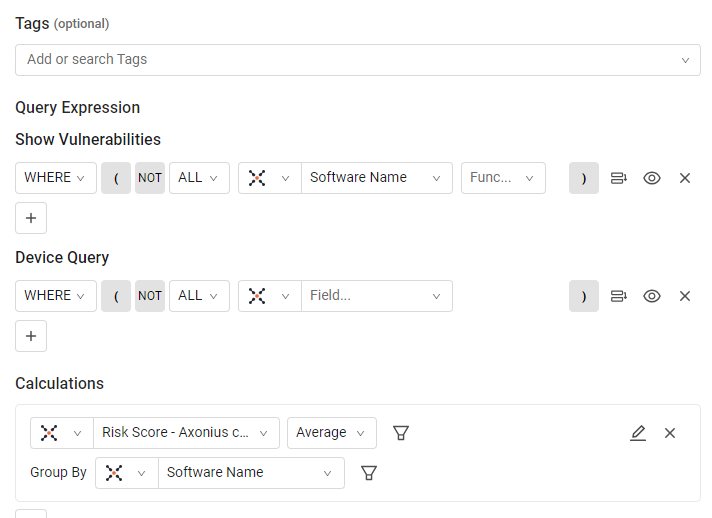 Tags (optional)
Add or search Tags
Query Expression
Show Vulnerabilities
WHERE ( NOT ALL Software Name Func... )
+
Device Query
WHERE ( NOT ALL Field... )
+
Calculations
Risk Score - Axonius c... Average
Group By Software Name